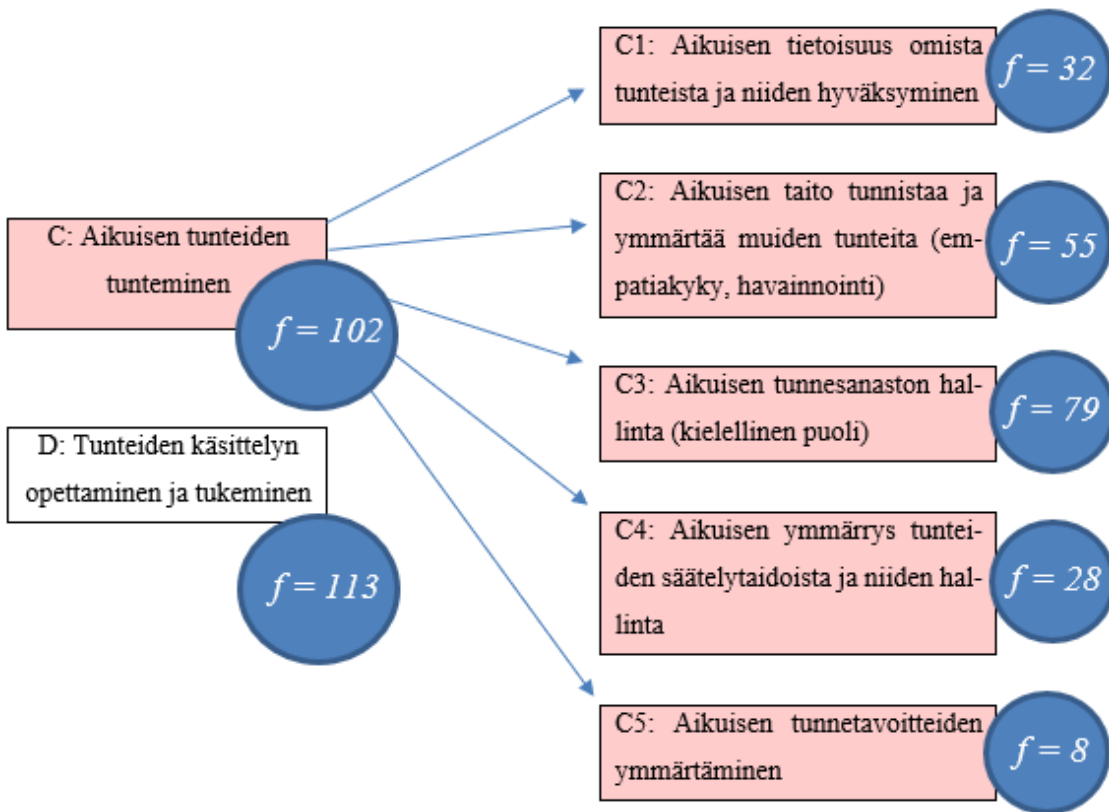 C: Aikuisen tunteiden
tunteminen
f = 102
D: Tunteiden käsittelyn
opettaminen ja tukeminen
f = 113
C1: Aikuisen tietoisuus omista
tunteista ja niiden hyväksyminen
f = 32
C2: Aikuisen taito tunnistaa ja
ymmärtää muiden tunteita (em-
patiakyky, havainnointi)
f = 55
C3: Aikuisen tunnesanaston hal-
linta (kielellinen puoli)
f = 79
C4: Aikuisen ymmärrys tuntei-
den säätelytaidoista ja niiden hal-
linta
f = 28
C5: Aikuisen tunnetavoitteiden
ymmärtäminen
f = 8